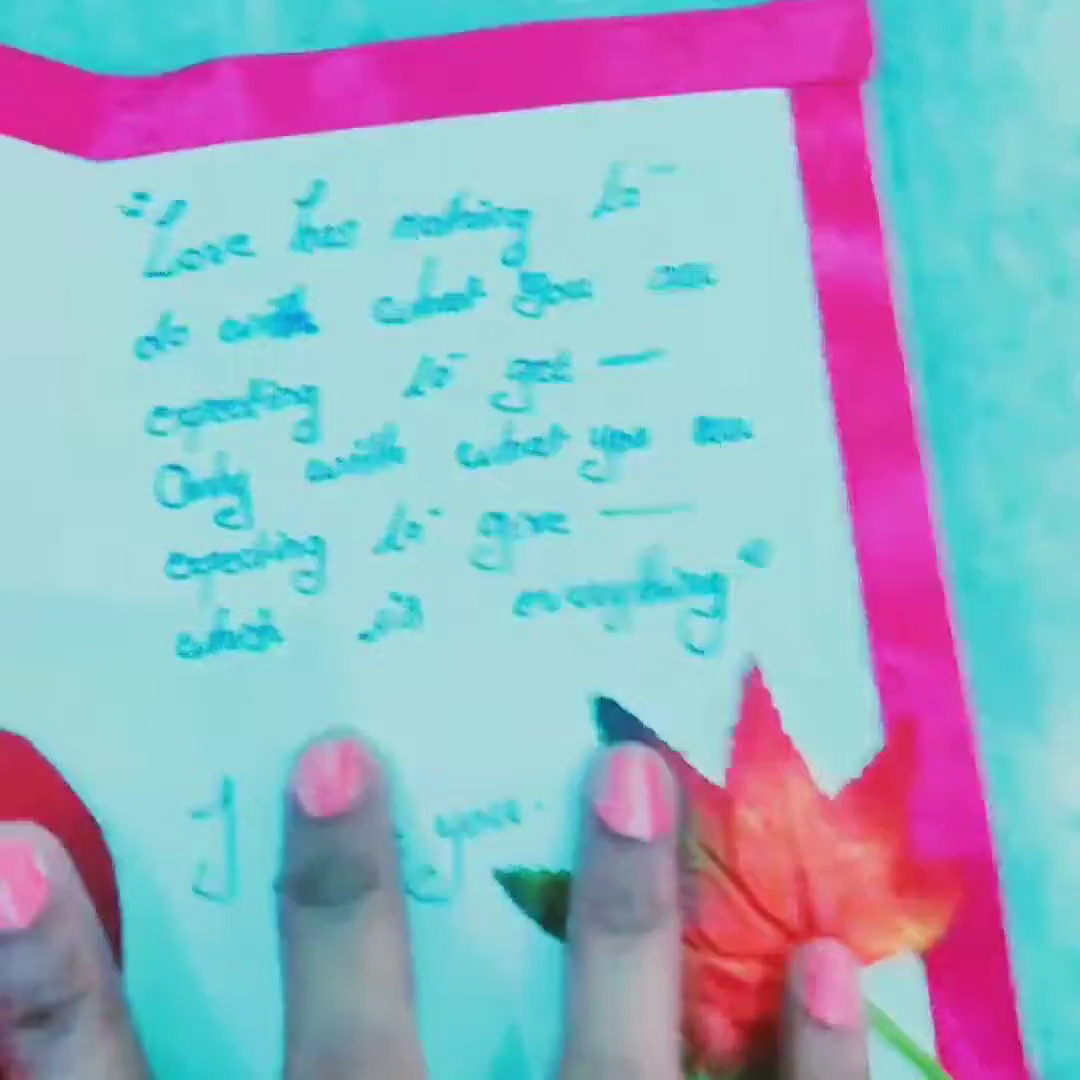 "Love has nothing to
do with what you are
expecting to get —
Only with what you are
expecting to give —
which is everything"
I you.